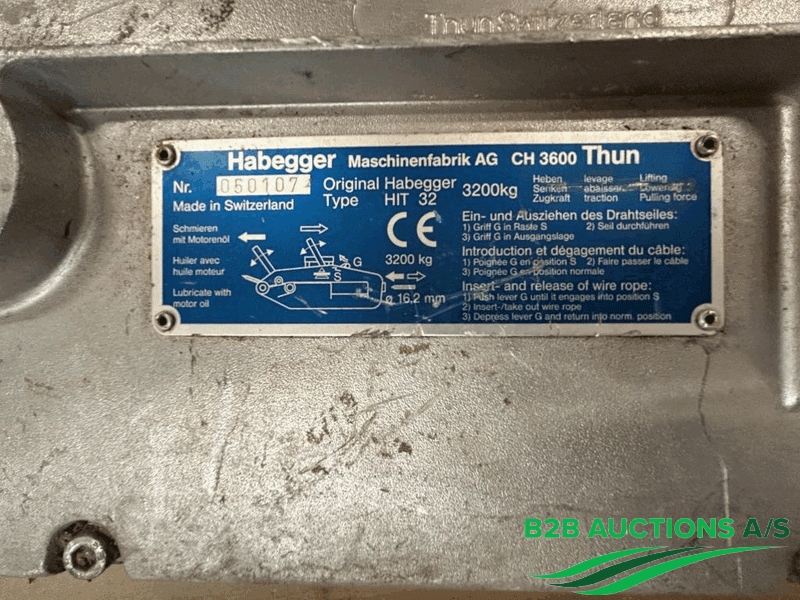 Thun Switzerland
Habegger Maschinenfabrik AG CH 3600 Thun
Nr. 050107
Made in Switzerland
Original Habegger
Type HIT 32
3200kg
Heben levage Lifting
Senken abaisser Lowering
Zugkraft traction Pulling force
Schmieren
mit Motorenöl
Huiler avec
huile moteur
Lubricate with
motor oil
G
S
CE
3200 kg
ø 16.2 mm
Ein- und Ausziehen des Drahtseiles:
1) Griff G in Raste S 2) Seil durchführen
3) Griff G in Ausgangslage
Introduction et dégagement du câble:
1) Poignée G en position S 2) Faire passer le câble
3) Poignée G en position normale
Insert- and release of wire rope:
1) Push lever G until it engages into position S
2) Insert-/take out wire rope
3) Depress lever G and return into norm. position
B2B AUCTIONS A/S